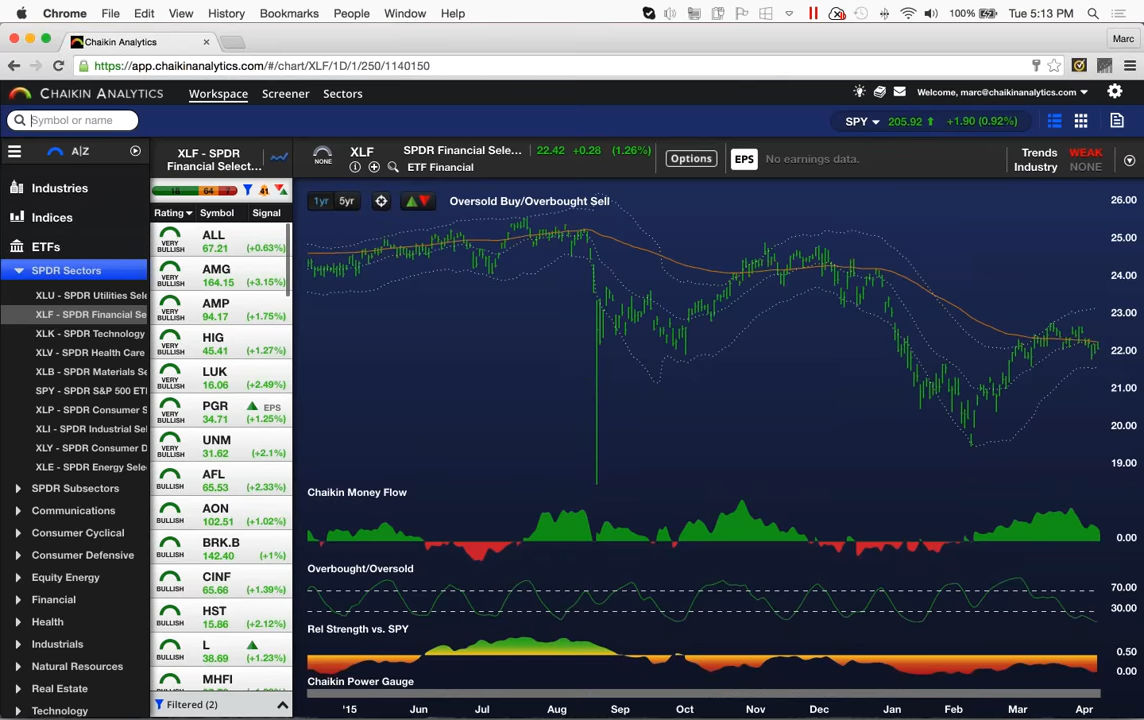 Chrome File Edit View History Bookmarks People Window Help 100% Tue 5:13 PM
Chaikin Analytics Marc
https://app.chaikinanalytics.com/#/chart/XLF/1D/1/250/1140150
CHAIKIN ANALYTICS Workspace Screener Sectors Welcome, marc@chaikinanalytics.com
Symbol or name SPY 205.92 +1.90 (0.92%)
A|Z
Industries
Indices
ETFs
SPDR Sectors
XLU - SPDR Utilities Sele
XLF - SPDR Financial Se
XLK - SPDR Technology
XLV - SPDR Health Care
XLB - SPDR Materials Se
SPY - SPDR S&P 500 ETI
XLP - SPDR Consumer S
XLI - SPDR Industrial Sel
XLY - SPDR Consumer D
XLE - SPDR Energy Sele
SPDR Subsectors
Communications
Consumer Cyclical
Consumer Defensive
Equity Energy
Financial
Health
Industrials
Natural Resources
Real Estate
Technology
XLF - SPDR
Financial Select...
64 7 41
Rating Symbol Signal
VERY BULLISH ALL 67.21 (+0.63%)
VERY BULLISH AMG 164.15 (+3.15%)
VERY BULLISH AMP 94.17 (+1.75%)
VERY BULLISH HIG 45.41 (+1.27%)
VERY BULLISH LUK 16.06 (+2.49%)
VERY BULLISH PGR EPS 34.71 (+1.25%)
VERY BULLISH UNM 31.62 (+2.1%)
BULLISH AFL 65.53 (+2.33%)
BULLISH AON 102.51 (+1.02%)
BULLISH BRK.B 142.40 (+1%)
BULLISH CINF 65.66 (+1.39%)
BULLISH HST 15.86 (+2.12%)
BULLISH L 38.69 (+1.23%)
MHFI
Filtered (2)
NONE XLF SPDR Financial Sele... 22.42 +0.28 (1.26%)
ETF Financial
Options EPS No earnings data.
Trends WEAK
Industry NONE
1yr 5yr Oversold Buy/Overbought Sell
26.00
25.00
24.00
23.00
22.00
21.00
20.00
19.00
Chaikin Money Flow
0.00
Overbought/Oversold
70.00
30.00
Rel Strength vs. SPY
0.50
0.00
Chaikin Power Gauge
'15 Jun Jul Aug Sep Oct Nov Dec Jan Feb Mar Apr